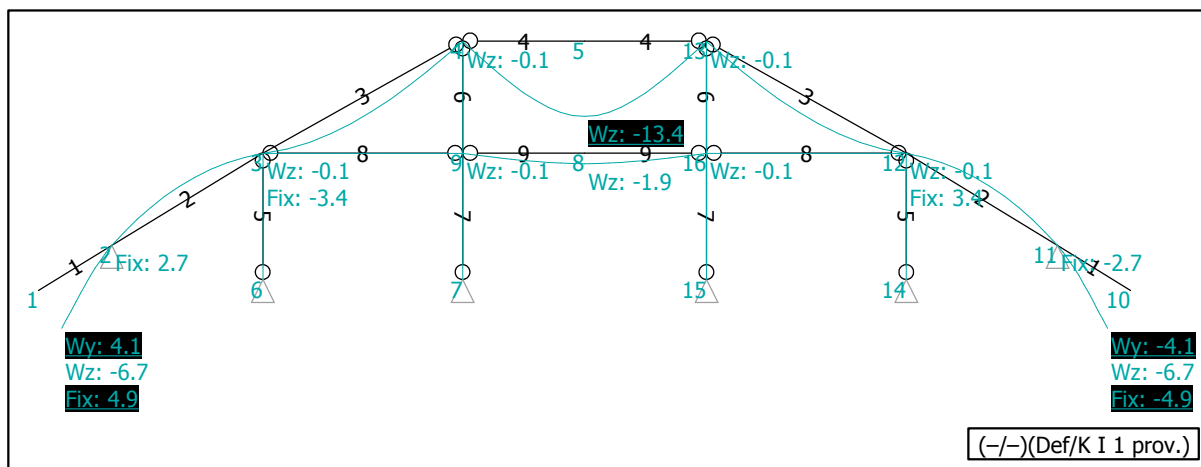 4
4
4
5
13
Wz: -0.1
Wz: -0.1
3
6
6
3
Wz: -13.4
3
8
9
9
8
9
16
8
12
Wz: -0.1
Fix: -3.4
Wz: -0.1
Wz: -1.9
Wz: -0.1
Wz: -0.1
Fix: 3.4
2
5
7
7
5
2
2
Fix: 2.7
11
Fix: -2.7
1
1
1
6
7
15
14
10
Wy: 4.1
Wz: -6.7
Fix: 4.9
Wy: -4.1
Wz: -6.7
Fix: -4.9
(−/−)(Def/K I 1 prov.)